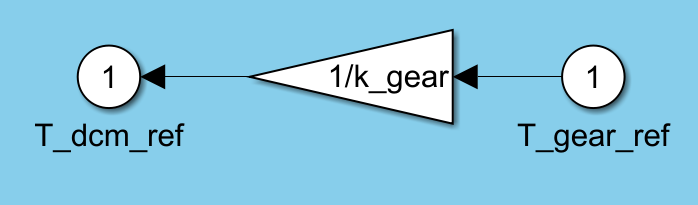 1
1/k_gear
1
T_dcm_ref
T_gear_ref